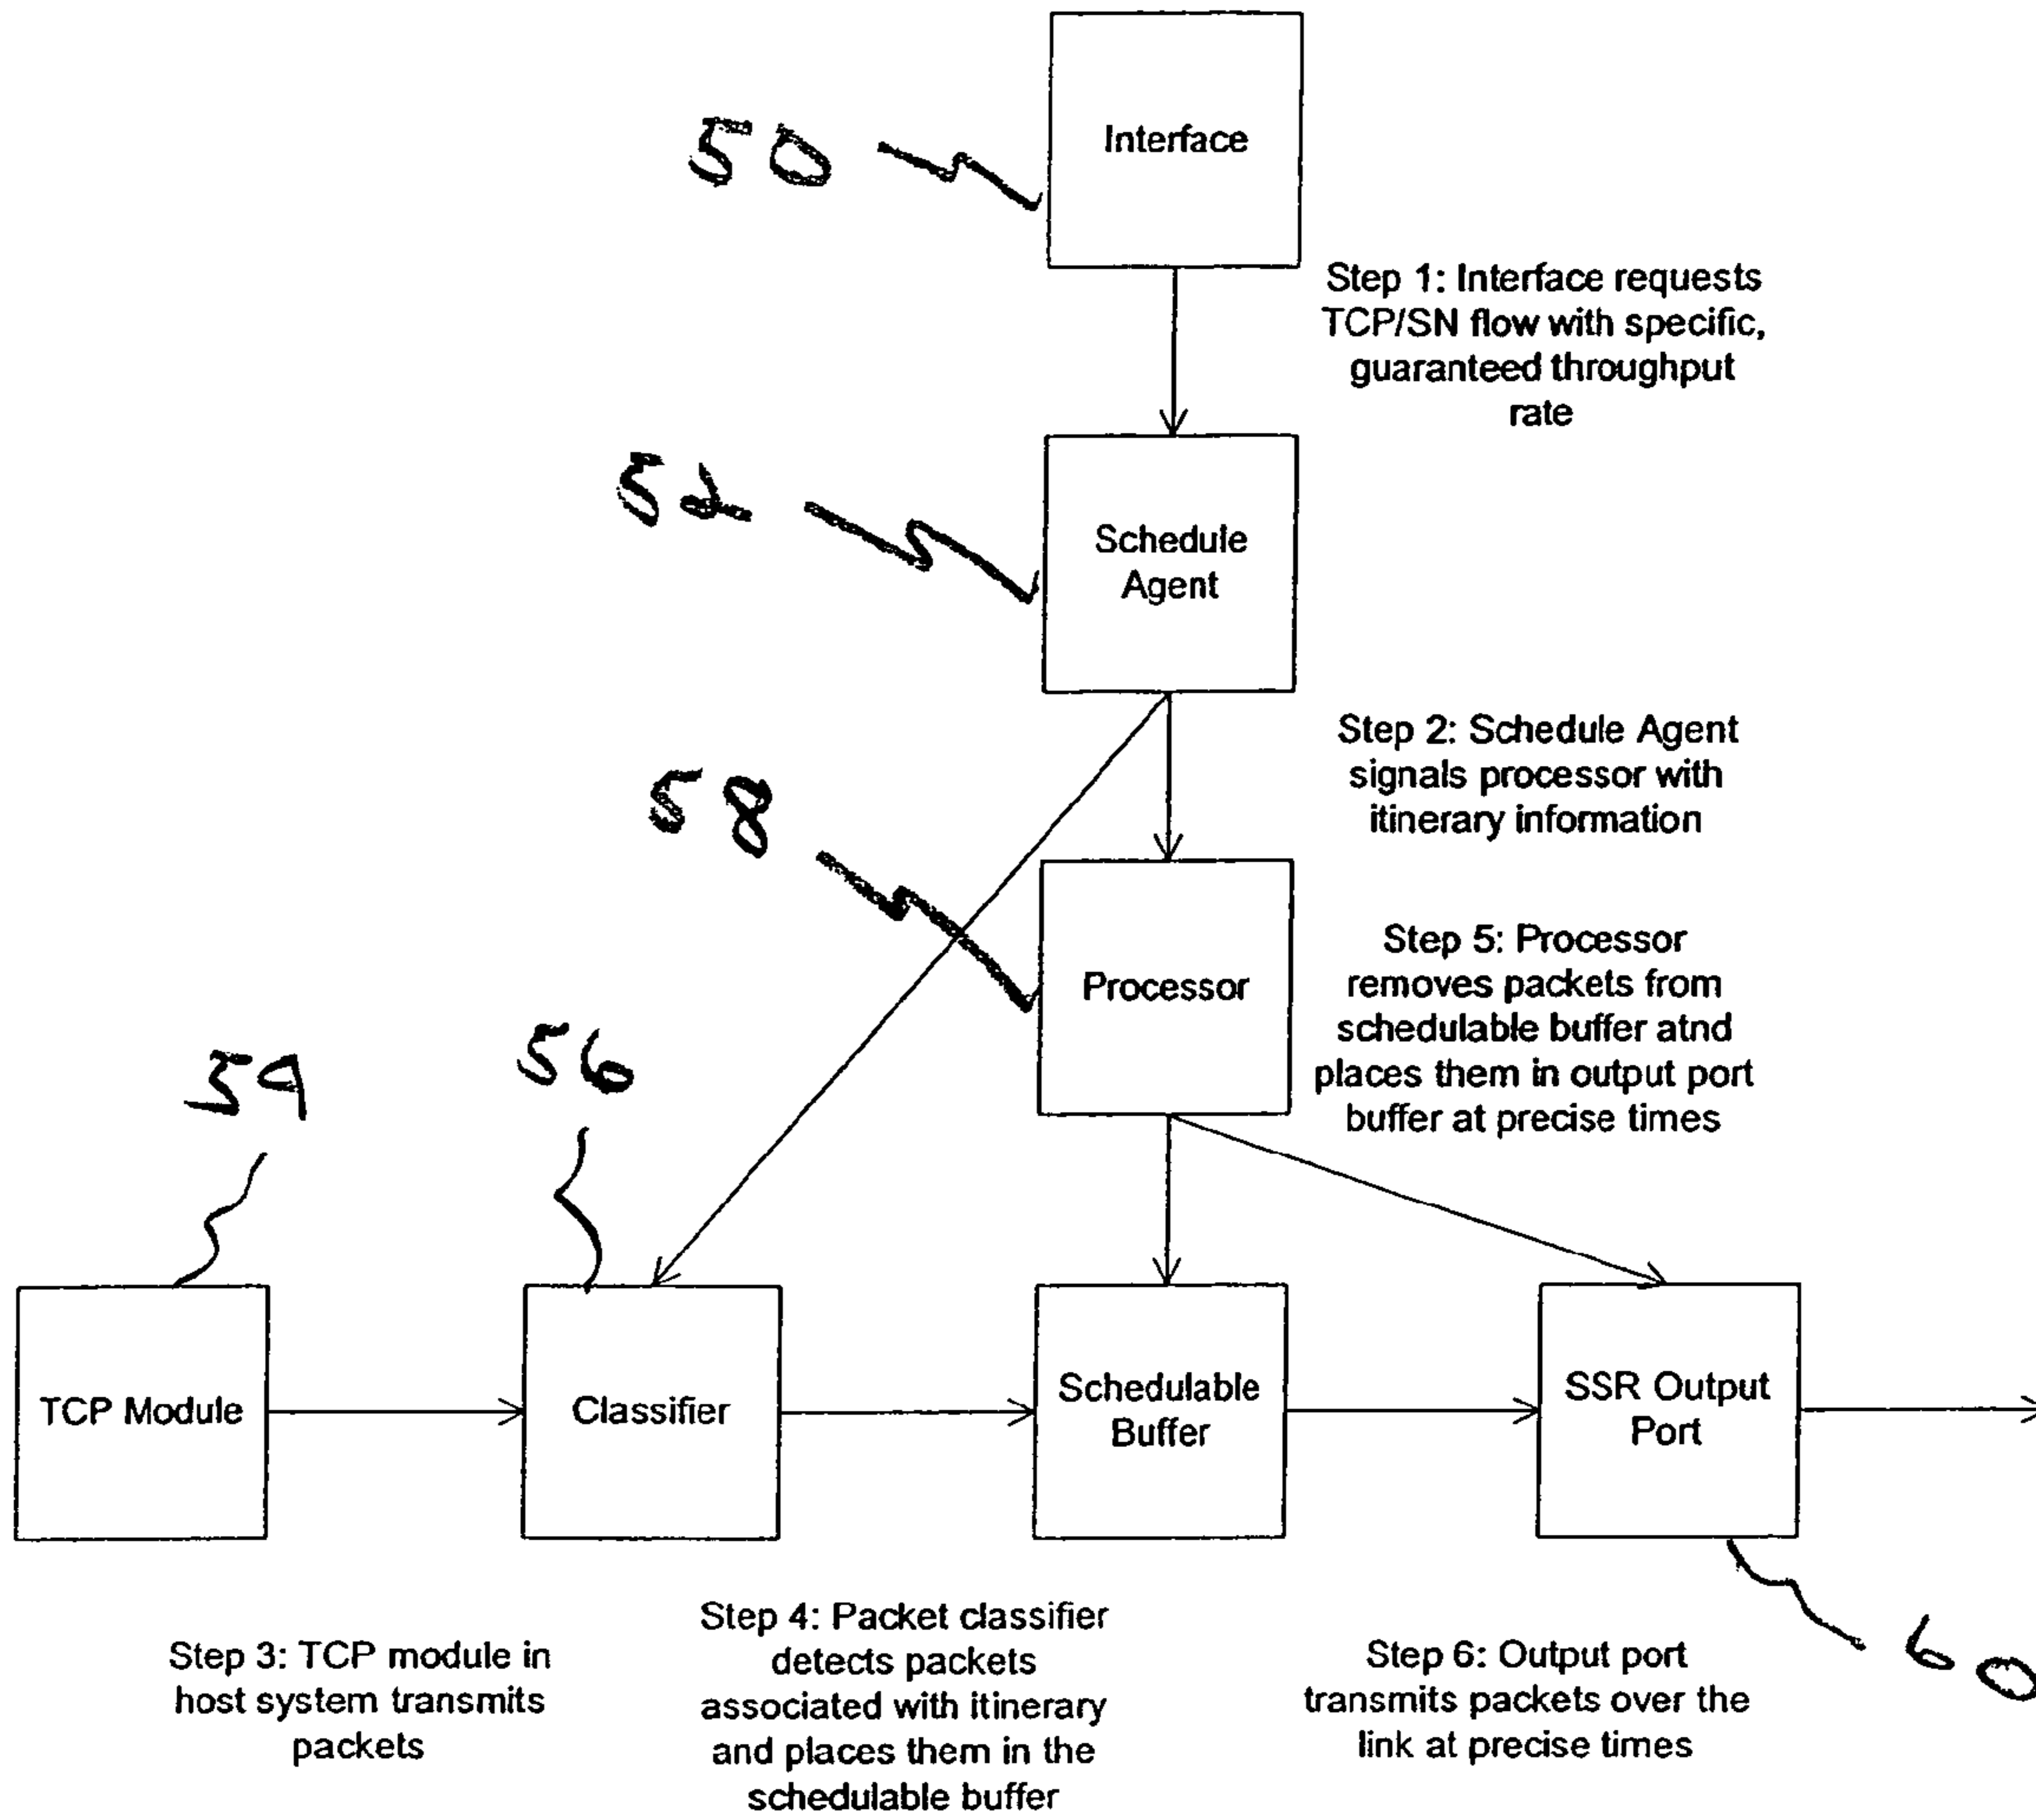 Interface
50
Step 1: Interface requests
TCP/SN flow with specific,
guaranteed throughput
rate
52
Schedule
Agent
Step 2: Schedule Agent
signals processor with
itinerary information
58
Processor
Step 5: Processor
removes packets from
schedulable buffer atnd
places them in output port
buffer at precise times
54
56
TCP Module
Classifier
Schedulable
Buffer
SSR Output
Port
60
Step 3: TCP module in
host system transmits
packets
Step 4: Packet classifier
detects packets
associated with itinerary
and places them in the
schedulable buffer
Step 6: Output port
transmits packets over the
link at precise times